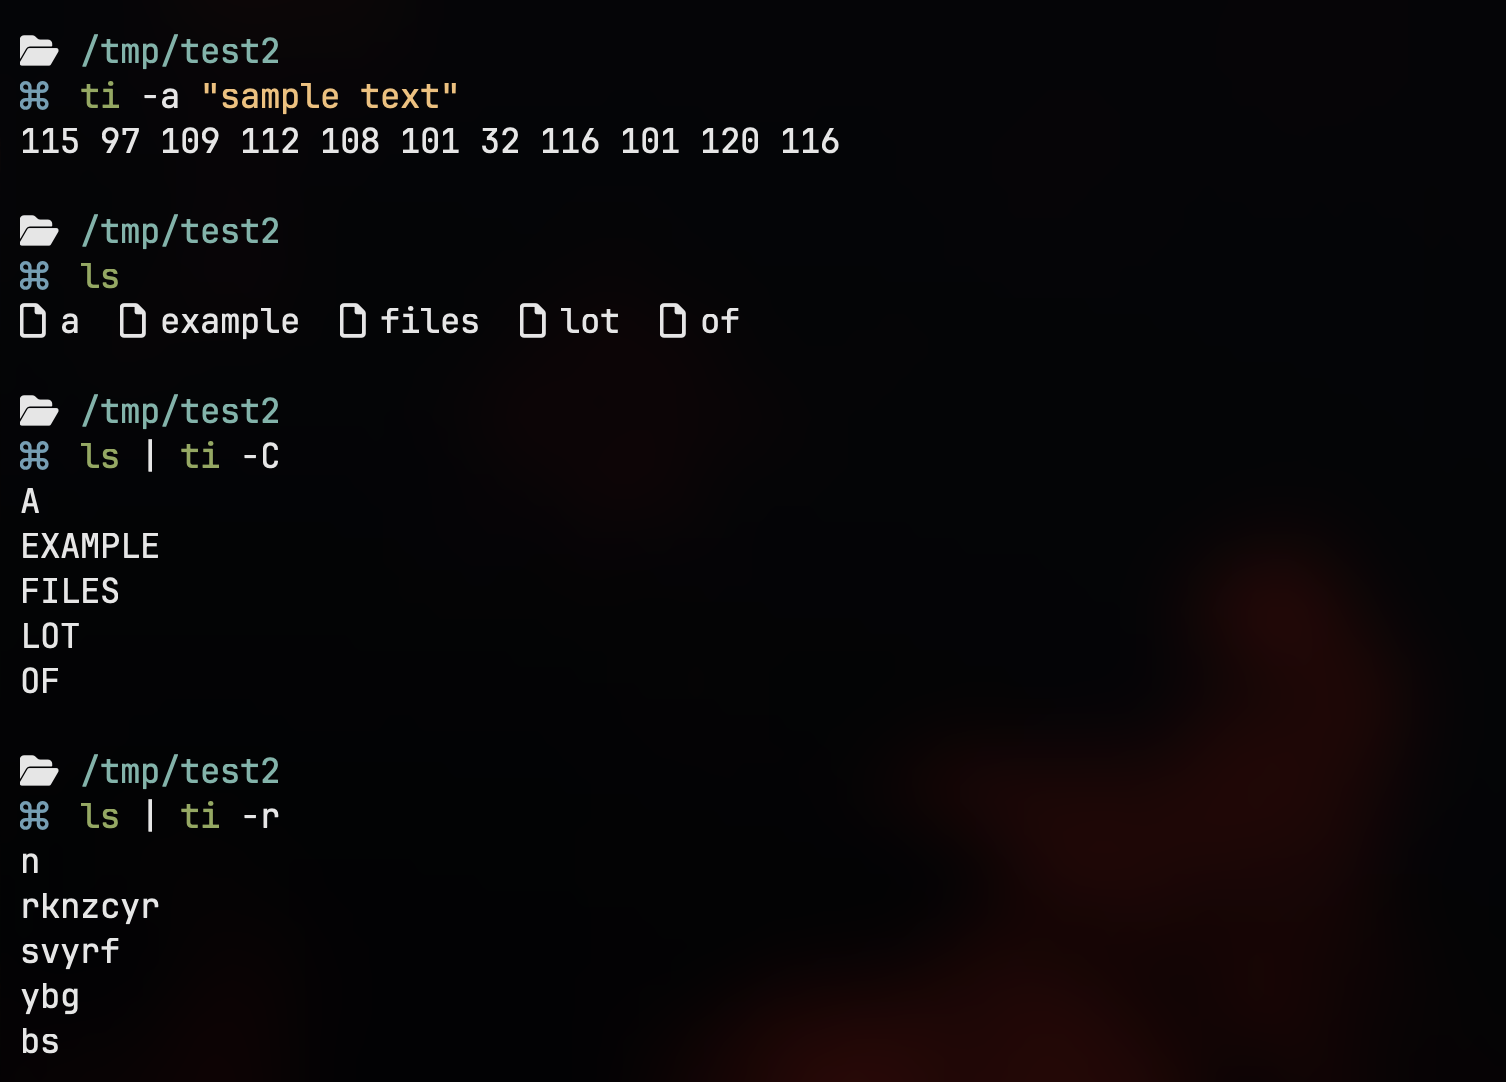 /tmp/test2
⌘ ti -a "sample text"
115 97 109 112 108 101 32 116 101 120 116
/tmp/test2
⌘ ls
a example files lot of
/tmp/test2
⌘ ls | ti -C
A
EXAMPLE
FILES
LOT
OF
/tmp/test2
⌘ ls | ti -r
n
rknzcyr
svyrf
ybg
bs